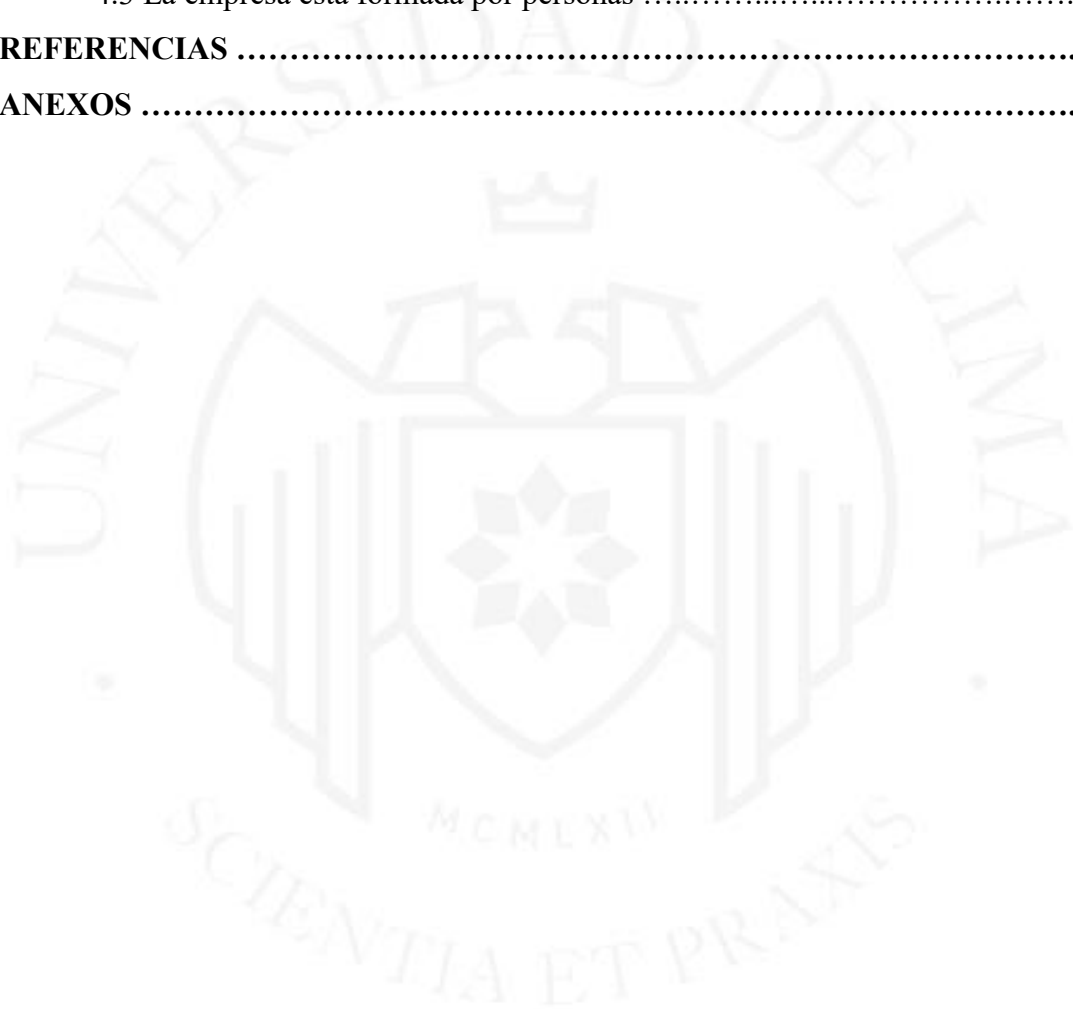 4.3 La empresa está formada por personas ….……..…...…………….…….
REFERENCIAS ……………………………………………………………………….
ANEXOS ……………………………………………………………………………….
UNIVERSIDAD DE LIMA
MCMLXII
SCIENTIA ET PRAXIS